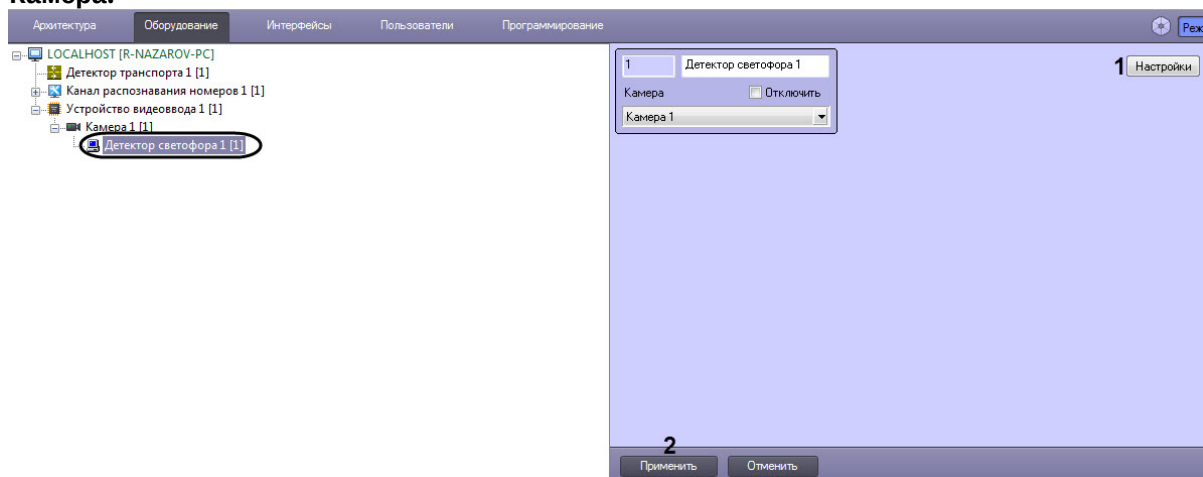 Камера.
Архитектура Оборудование Интерфейсы Пользователи Программирование
LOCALHOST [R-NAZAROV-PC]
Детектор транспорта 1 [1]
Канал распознавания номеров 1 [1]
Устройство видеоввода 1 [1]
Камера 1 [1]
Детектор светофора 1 [1]
1 Детектор светофора 1
Камера Отключить
Камера 1
1 Настройки
2
Применить Отменить